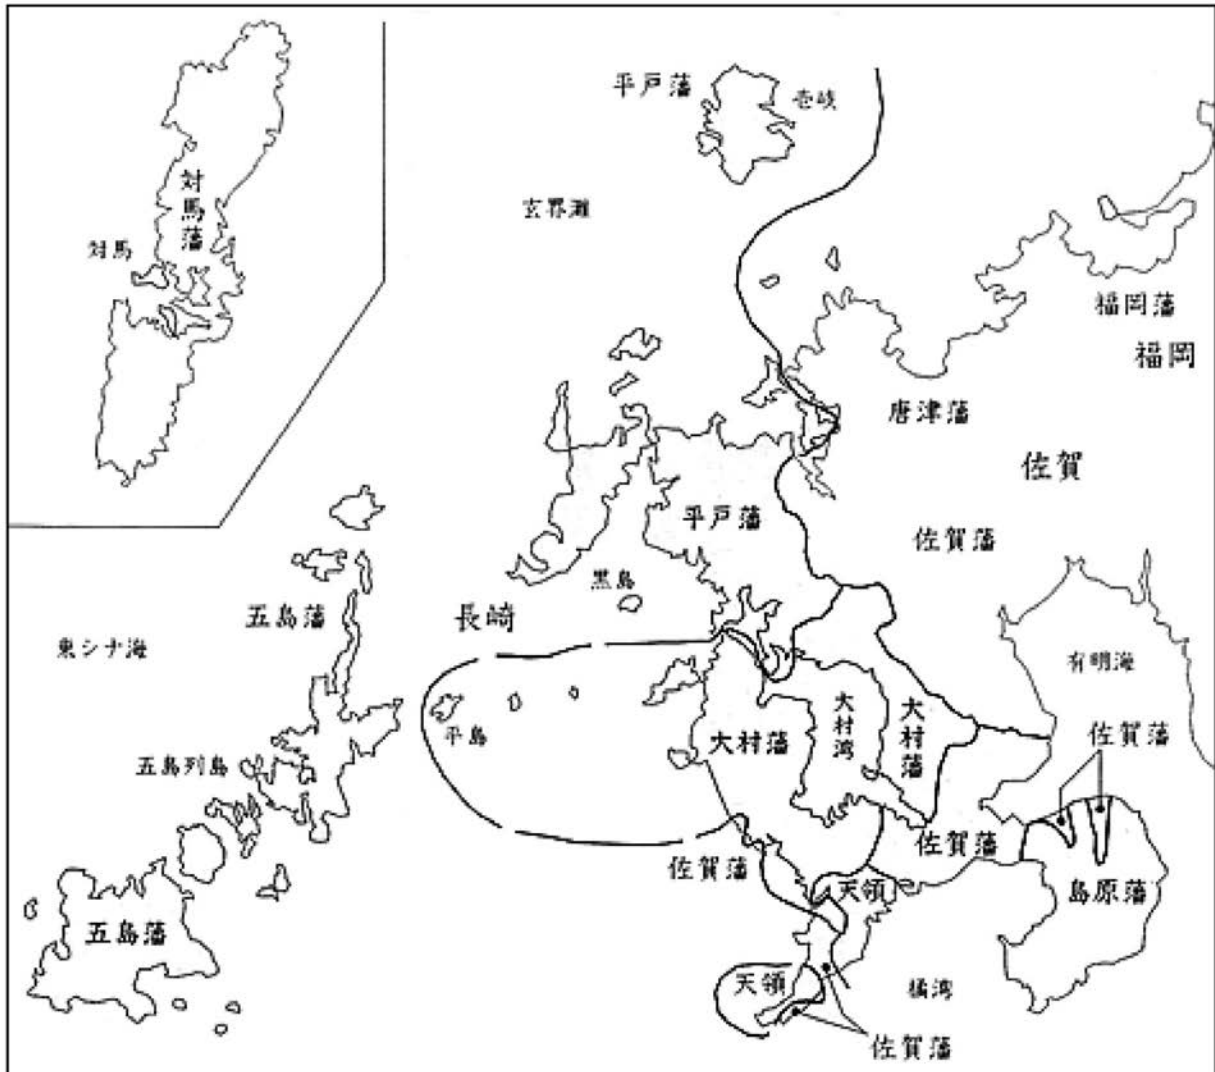 平戸藩
壱岐
対馬藩
対馬
玄界灘
福岡藩
福岡
唐津藩
佐賀
平戸藩
佐賀藩
黒島
長崎
五島藩
東シナ海
有明海
平島
大村藩
大村湾
大村藩
佐賀藩
五島列島
佐賀藩
佐賀藩
天領
島原藩
五島藩
天領
橘湾
佐賀藩